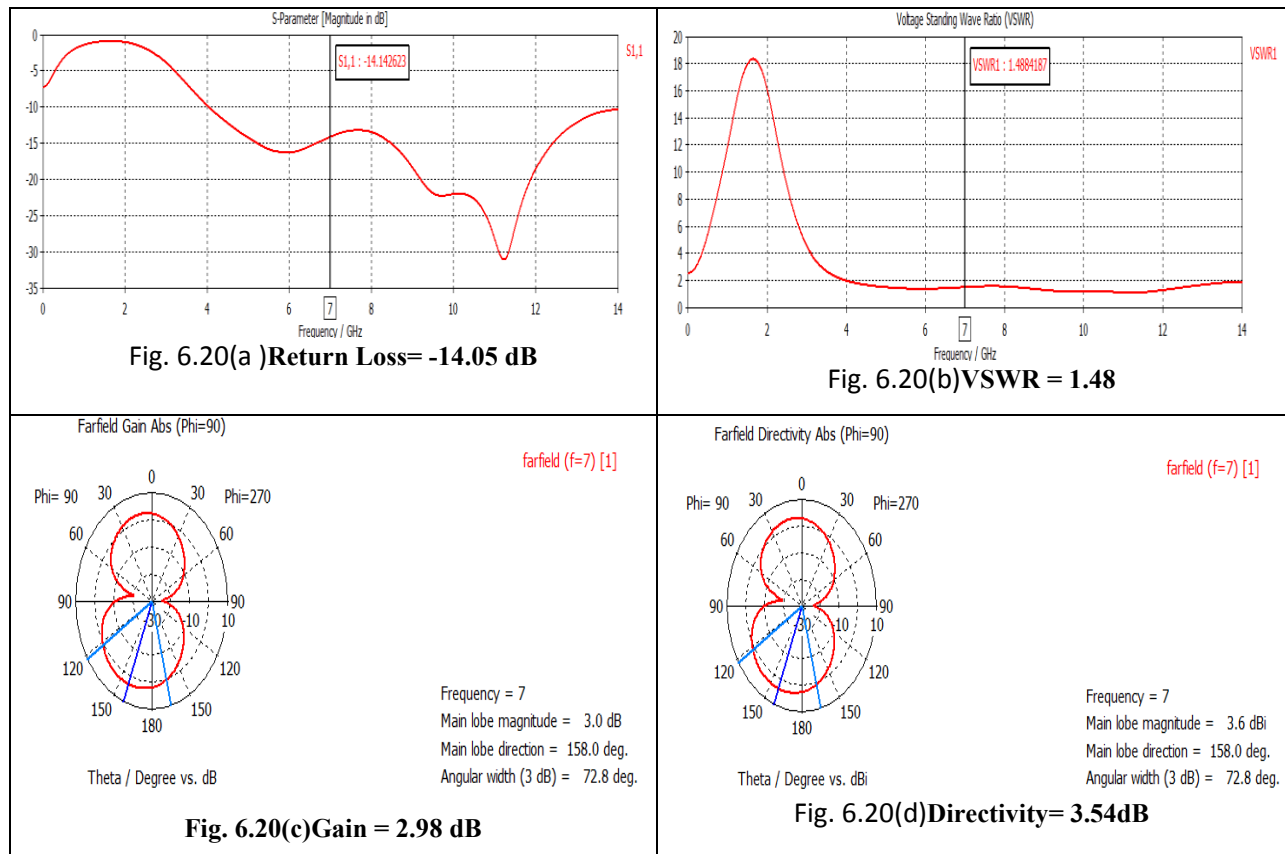 S-Parameter [Magnitude in dB]
S1,1
S1,1 : -14.142623
0
-5
-10
-15
-20
-25
-30
-35
0 2 4 6 7 8 10 12 14
Frequency / GHz
Fig. 6.20(a )Return Loss= -14.05 dB
Voltage Standing Wave Ratio (VSWR)
VSWR1
VSWR1 : 1.4884187
20
18
16
14
12
10
8
6
4
2
0
0 2 4 6 7 8 10 12 14
Frequency / GHz
Fig. 6.20(b)VSWR = 1.48
Farfield Gain Abs (Phi=90)
farfield (f=7) [1]
0
Phi= 90 30 30 Phi=270
60 60
90 90
-30 -10 10
120 120
150 150
180
Frequency = 7
Main lobe magnitude = 3.0 dB
Main lobe direction = 158.0 deg.
Angular width (3 dB) = 72.8 deg.
Theta / Degree vs. dB
Fig. 6.20(c)Gain = 2.98 dB
Farfield Directivity Abs (Phi=90)
farfield (f=7) [1]
0
Phi= 90 30 30 Phi=270
60 60
90 90
-30 -10 10
120 120
150 150
180
Frequency = 7
Main lobe magnitude = 3.6 dBi
Main lobe direction = 158.0 deg.
Angular width (3 dB) = 72.8 deg.
Theta / Degree vs. dBi
Fig. 6.20(d)Directivity= 3.54dB